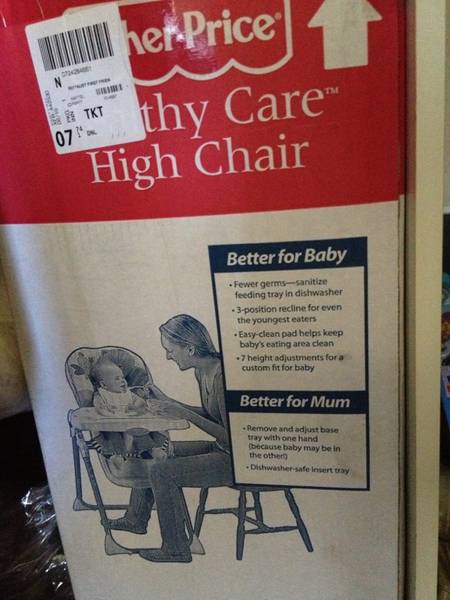 her-Price®
thy Care™
High Chair
N
TKT
07
Better for Baby
• Fewer germs—sanitize
feeding tray in dishwasher
• 3-position recline for even
the youngest eaters
• Easy-clean pad helps keep
baby's eating area clean
• 7 height adjustments for a
custom fit for baby
Better for Mum
• Remove and adjust base
tray with one hand
(because baby may be in
the other!)
• Dishwasher-safe insert tray